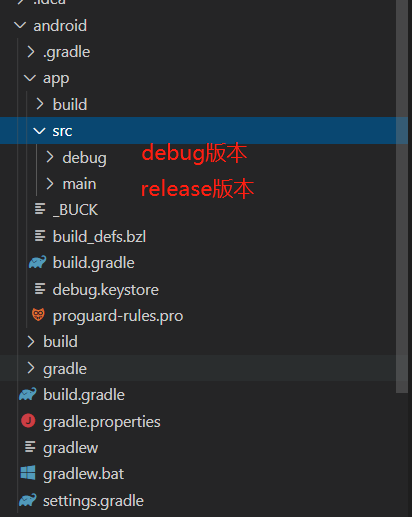 .idea
android
.gradle
app
build
src
debug debug版本
main release版本
_BUCK
build_defs.bzl
build.gradle
debug.keystore
proguard-rules.pro
build
gradle
build.gradle
gradle.properties
gradlew
gradlew.bat
settings.gradle